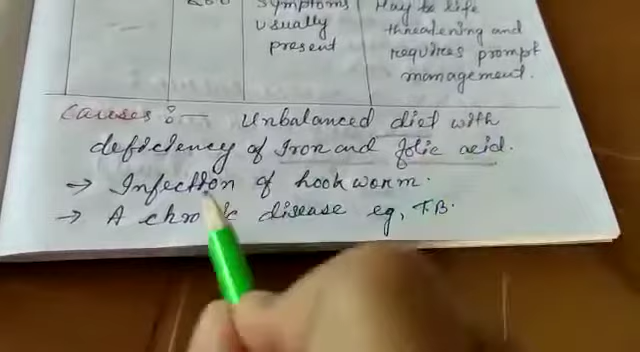 Symptoms
usually
present
May be life
threatening and
requires prompt
management.
Causes :- Unbalanced diet with
deficiency of Iron and folic acid.
→ Infection of hookworm.
→ A chronic disease eg, T.B.